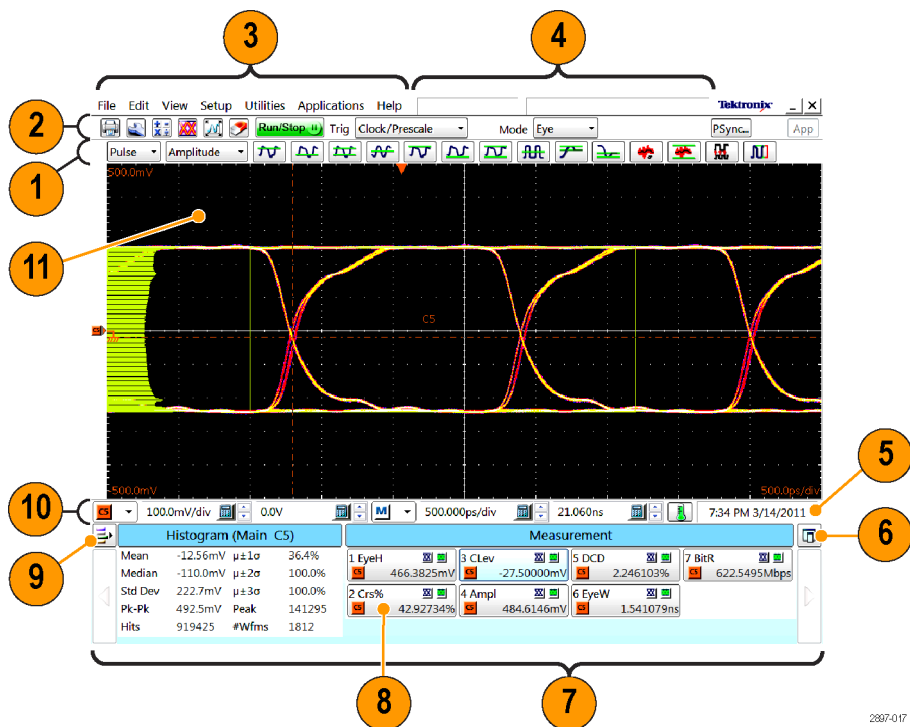 3
4
File Edit View Setup Utilities Applications Help
Tektronix
2
Run/Stop Trig Clock/Prescale Mode Eye PSync... App
1
Pulse Amplitude
500.0mV
11
C5
-500.0mV 500.0ps/div
5
10
C5 100.0mV/div 0.0V M 500.000ps/div 21.060ns 7:34 PM 3/14/2011
Histogram (Main C5) Measurement
6
9
Mean -12.56mV μ±1σ 36.4%
Median -110.0mV μ±2σ 100.0%
Std Dev 222.7mV μ±3σ 100.0%
Pk-Pk 492.5mV Peak 141295
Hits 919425 #Wfms 1812
1 EyeH
C5 466.3825mV
3 CLev
C5 -27.50000mV
5 DCD
C5 2.246103%
7 BitR
C5 622.5495Mbps
2 Crs%
C5 42.92734%
4 Ampl
C5 484.6146mV
6 EyeW
C5 1.541079ns
8
7
2897-017